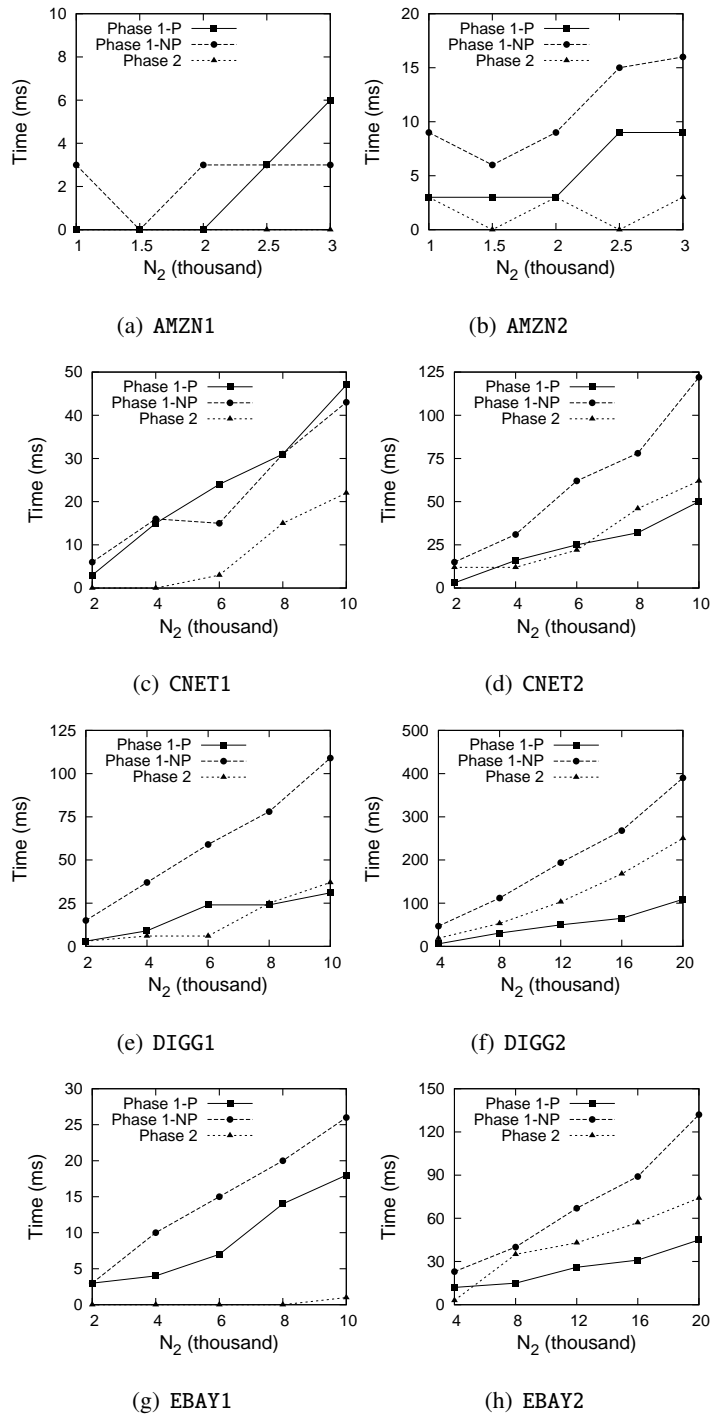 Phase 1-P
Phase 1-NP
Phase 2
10
8
6
4
2
0
Time (ms)
1 1.5 2 2.5 3
N2 (thousand)
(a) AMZN1
Phase 1-P
Phase 1-NP
Phase 2
20
15
10
5
0
Time (ms)
1 1.5 2 2.5 3
N2 (thousand)
(b) AMZN2
Phase 1-P
Phase 1-NP
Phase 2
50
40
30
20
10
0
Time (ms)
2 4 6 8 10
N2 (thousand)
(c) CNET1
Phase 1-P
Phase 1-NP
Phase 2
125
100
75
50
25
0
Time (ms)
2 4 6 8 10
N2 (thousand)
(d) CNET2
Phase 1-P
Phase 1-NP
Phase 2
125
100
75
50
25
0
Time (ms)
2 4 6 8 10
N2 (thousand)
(e) DIGG1
Phase 1-P
Phase 1-NP
Phase 2
500
400
300
200
100
0
Time (ms)
4 8 12 16 20
N2 (thousand)
(f) DIGG2
Phase 1-P
Phase 1-NP
Phase 2
30
25
20
15
10
5
0
Time (ms)
2 4 6 8 10
N2 (thousand)
(g) EBAY1
Phase 1-P
Phase 1-NP
Phase 2
150
120
90
60
30
0
Time (ms)
4 8 12 16 20
N2 (thousand)
(h) EBAY2